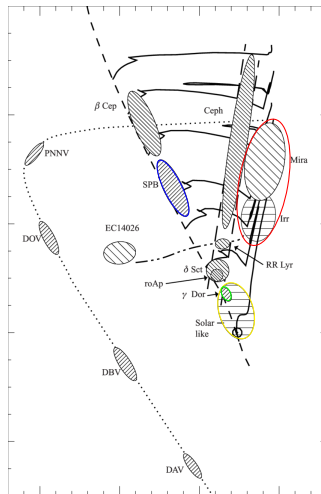 β Cep
Ceph
PNNV
Mira
SPB
Irr
EC14026
DOV
RR Lyr
δ Sct
roAp
γ Dor
Solar
like
DBV
DAV